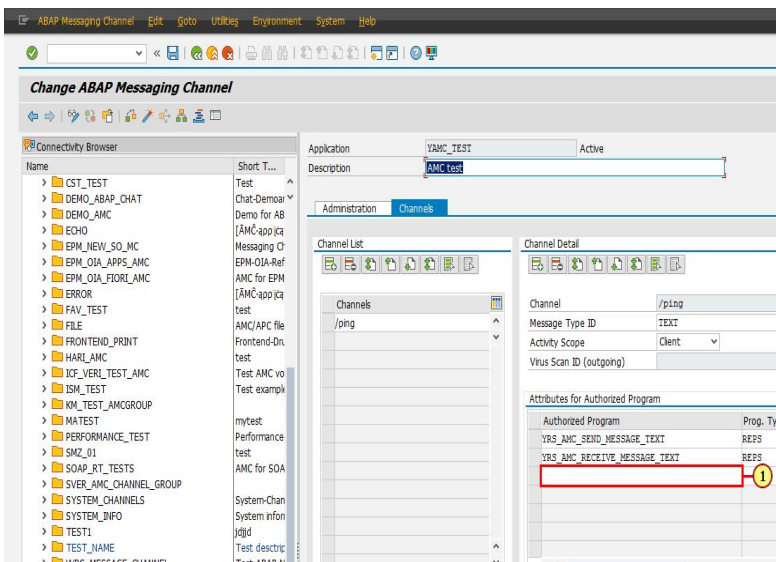 ABAP Messaging Channel Edit Goto Utilities Environment System Help
Change ABAP Messaging Channel
Connectivity Browser
Name Short T...
CST_TEST Test
DEMO_ABAP_CHAT Chat-Demoan
DEMO_AMC Demo for AB
ECHO
EPM_NEW_SO_MC Messaging Ch
EPM_OIA_APPS_AMC EPM-OIA-Ref
EPM_OIA_FIORI_AMC AMC for EPM
ERROR
FAV_TEST test
FILE AMC/APC file
FRONTEND_PRINT Frontend-Dru
HARI_AMC test
ICF_VERI_TEST_AMC Test AMC vo
ISM_TEST Test example
KM_TEST_AMCGROUP
MATEST mytest
PERFORMANCE_TEST Performance
SMZ_01 test
SOAP_RT_TESTS AMC for SOA
SVER_AMC_CHANNEL_GROUP
SYSTEM_CHANNELS System-Chan
SYSTEM_INFO System inforr
TEST1 jdjjd
TEST_NAME Test desctrip
Application YAMC_TEST Active
Description AMC test
Administration Channels
Channel List
Channels
/ping
Channel Detail
Channel /ping
Message Type ID TEXT
Activity Scope Client
Virus Scan ID (outgoing)
Attributes for Authorized Program
Authorized Program Prog. Ty
YRS_AMC_SEND_MESSAGE_TEXT REPS
YRS_AMC_RECEIVE_MESSAGE_TEXT REPS
1